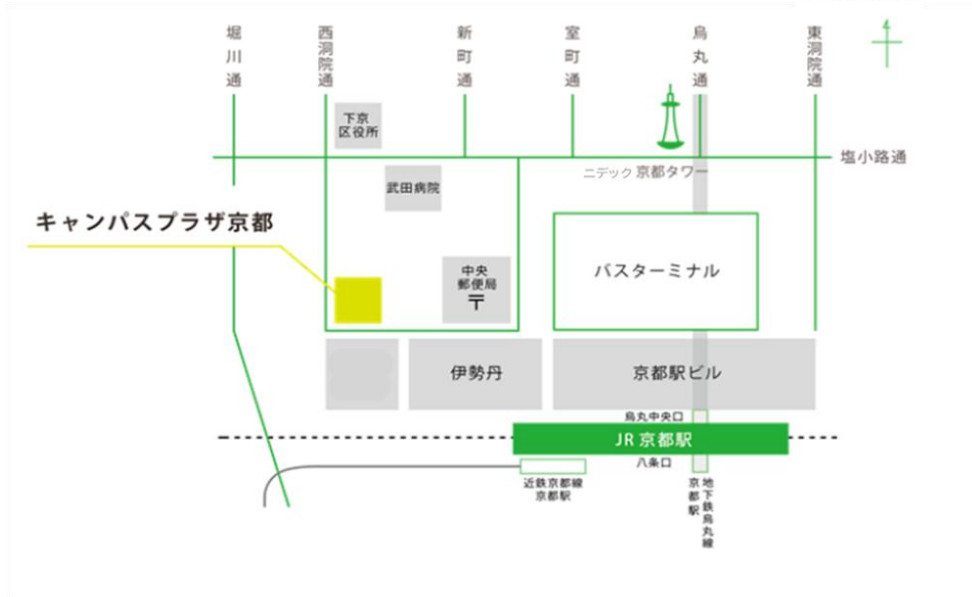 堀川通
西洞院通
新町通
室町通
烏丸通
東洞院通
4
下京
区役所
塩小路通
ニデック 京都タワー
武田病院
キャンパスプラザ京都
中央
郵便局
〒
バスターミナル
伊勢丹
京都駅ビル
烏丸中央口
JR 京都駅
八条口
近鉄京都線
京都駅
地下鉄烏丸線
京都駅